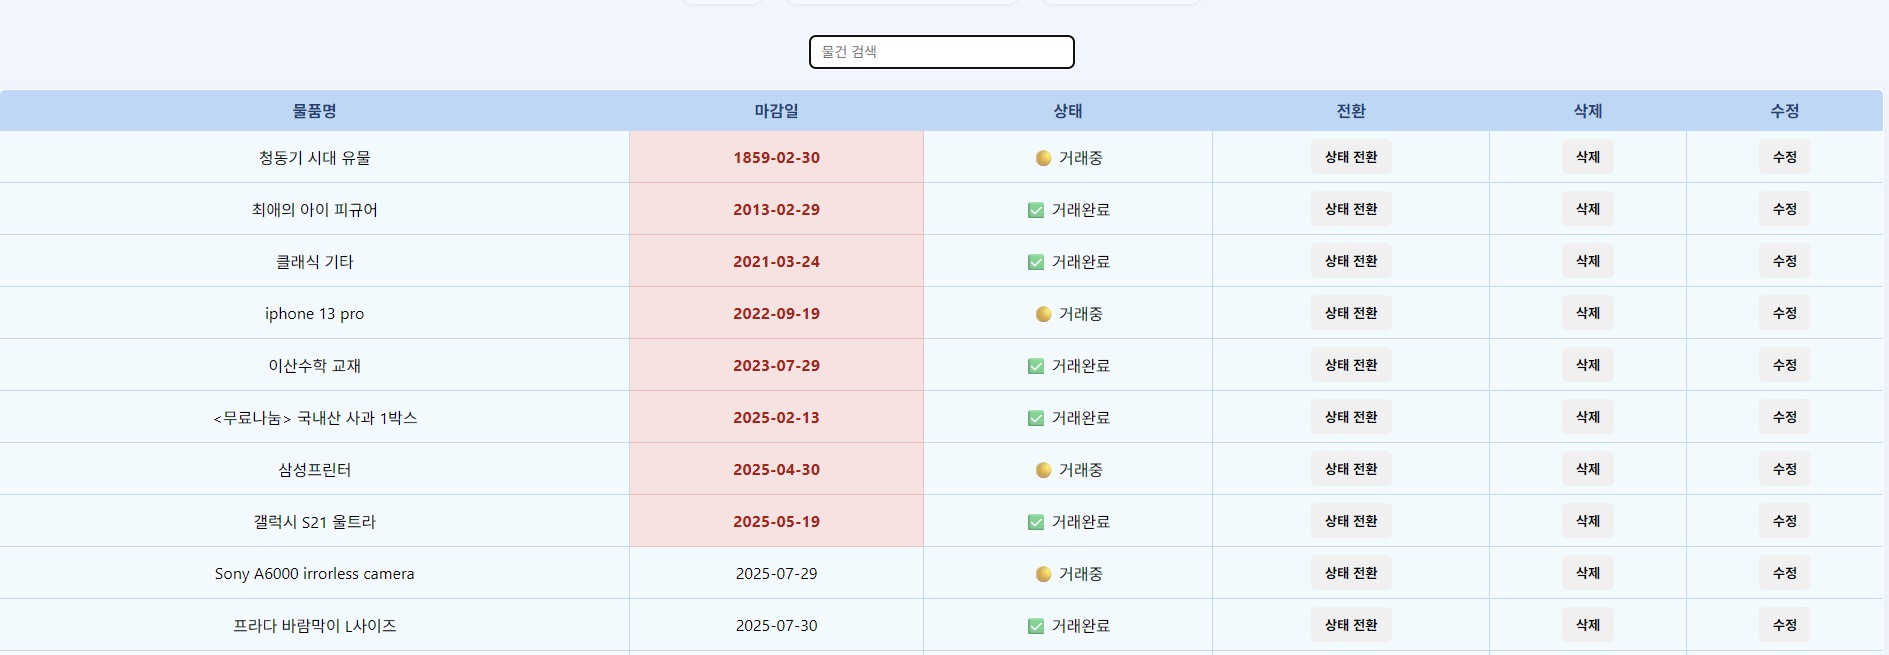 물건 검색
물품명 마감일 상태 전환 삭제 수정
청동기 시대 유물 1859-02-30 거래중 상태 전환 삭제 수정
최애의 아이 피규어 2013-02-29 거래완료 상태 전환 삭제 수정
클래식 기타 2021-03-24 거래완료 상태 전환 삭제 수정
iphone 13 pro 2022-09-19 거래중 상태 전환 삭제 수정
이산수학 교재 2023-07-29 거래완료 상태 전환 삭제 수정
<무료나눔> 국내산 사과 1박스 2025-02-13 거래완료 상태 전환 삭제 수정
삼성프린터 2025-04-30 거래중 상태 전환 삭제 수정
갤럭시 S21 울트라 2025-05-19 거래완료 상태 전환 삭제 수정
Sony A6000 irrorless camera 2025-07-29 거래중 상태 전환 삭제 수정
프라다 바람막이 L사이즈 2025-07-30 거래완료 상태 전환 삭제 수정